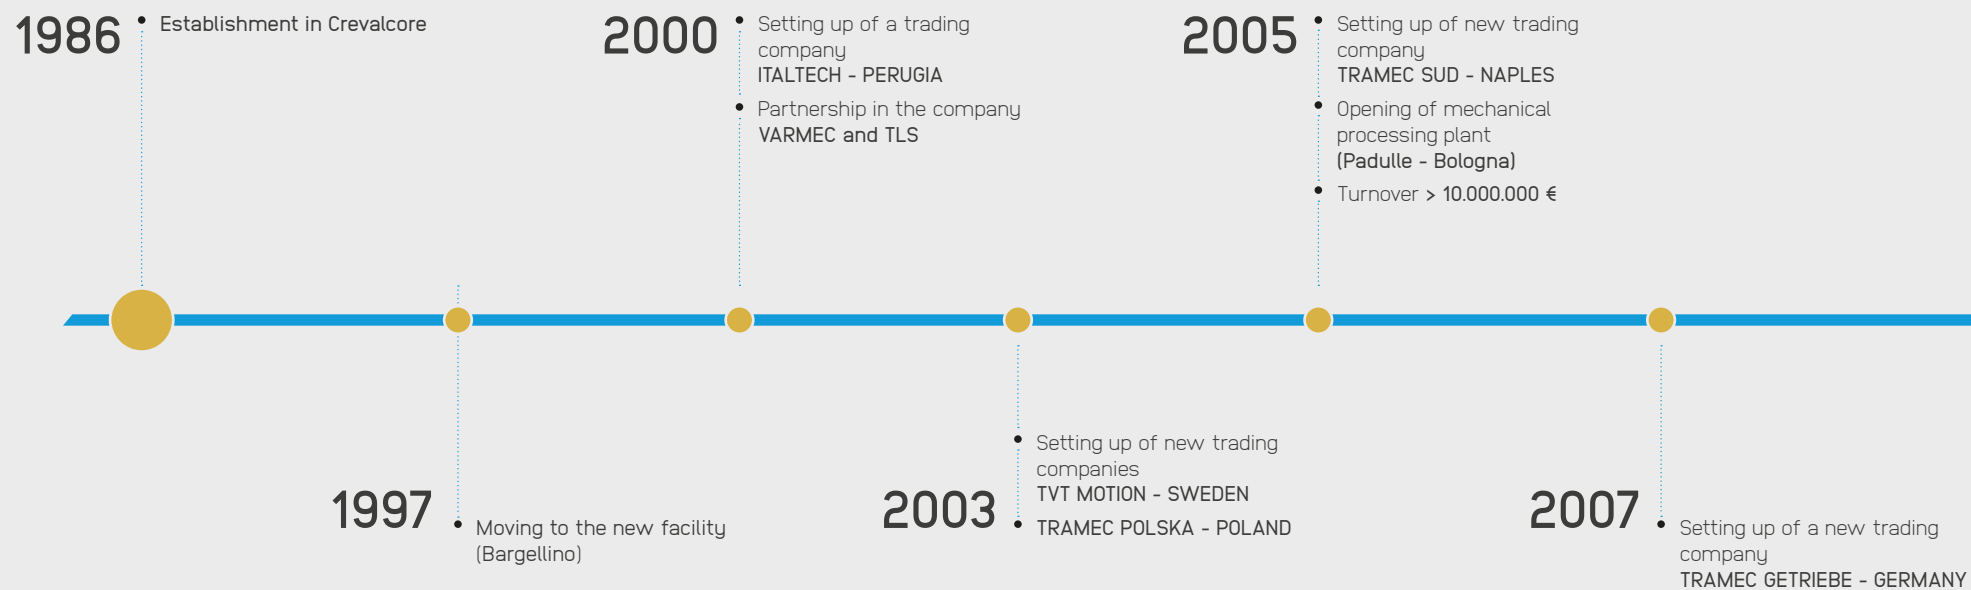 1986
Establishment in Crevalcore
2000
Setting up of a trading
company
ITALTECH - PERUGIA
Partnership in the company
VARMEC and TLS
2005
Setting up of new trading
company
TRAMEC SUD - NAPLES
Opening of mechanical
processing plant
(Padulle - Bologna)
Turnover > 10.000.000 €
1997
Moving to the new facility
(Bargellino)
2003
Setting up of new trading
companies
TVT MOTION - SWEDEN
TRAMEC POLSKA - POLAND
2007
Setting up of a new trading
company
TRAMEC GETRIEBE - GERMANY